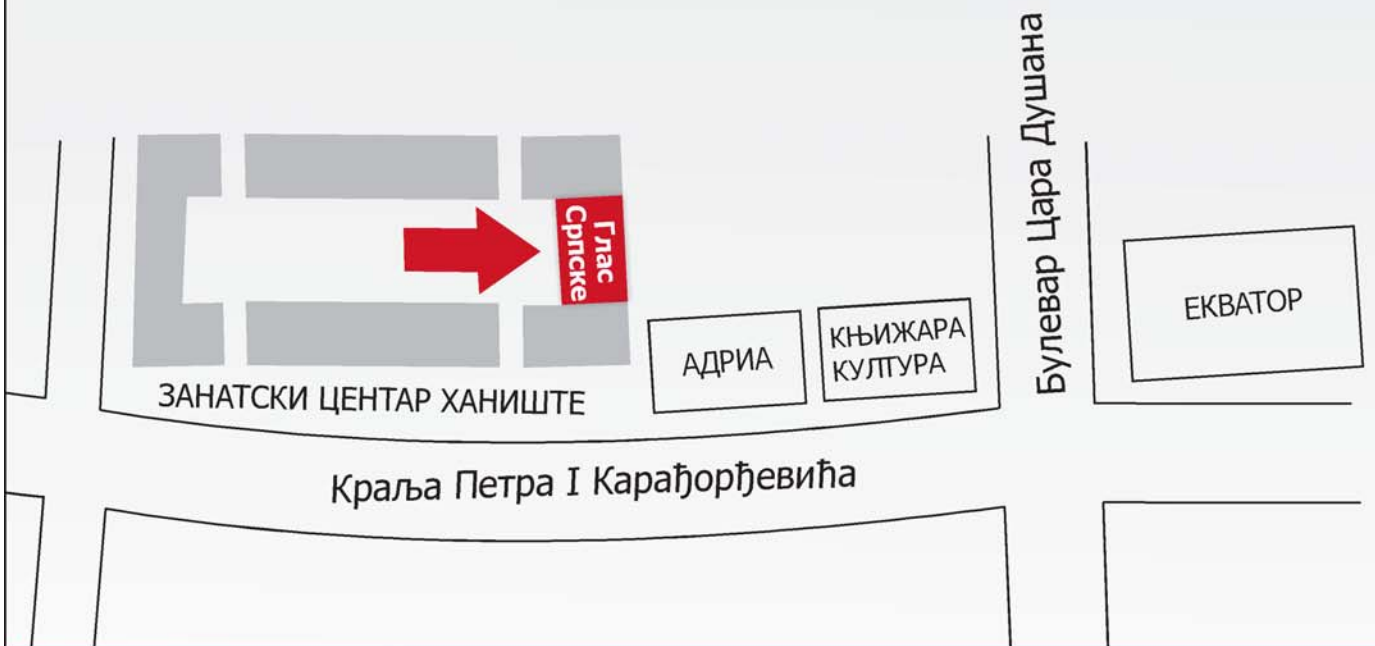 Булевар Цара Душана
Глас
Српске
ЕКВАТОР
КЊИЖАРА
КУЛТУРА
АДРИА
ЗАНАТСКИ ЦЕНТАР ХАНИШТЕ
Краља Петра I Карађорђевића